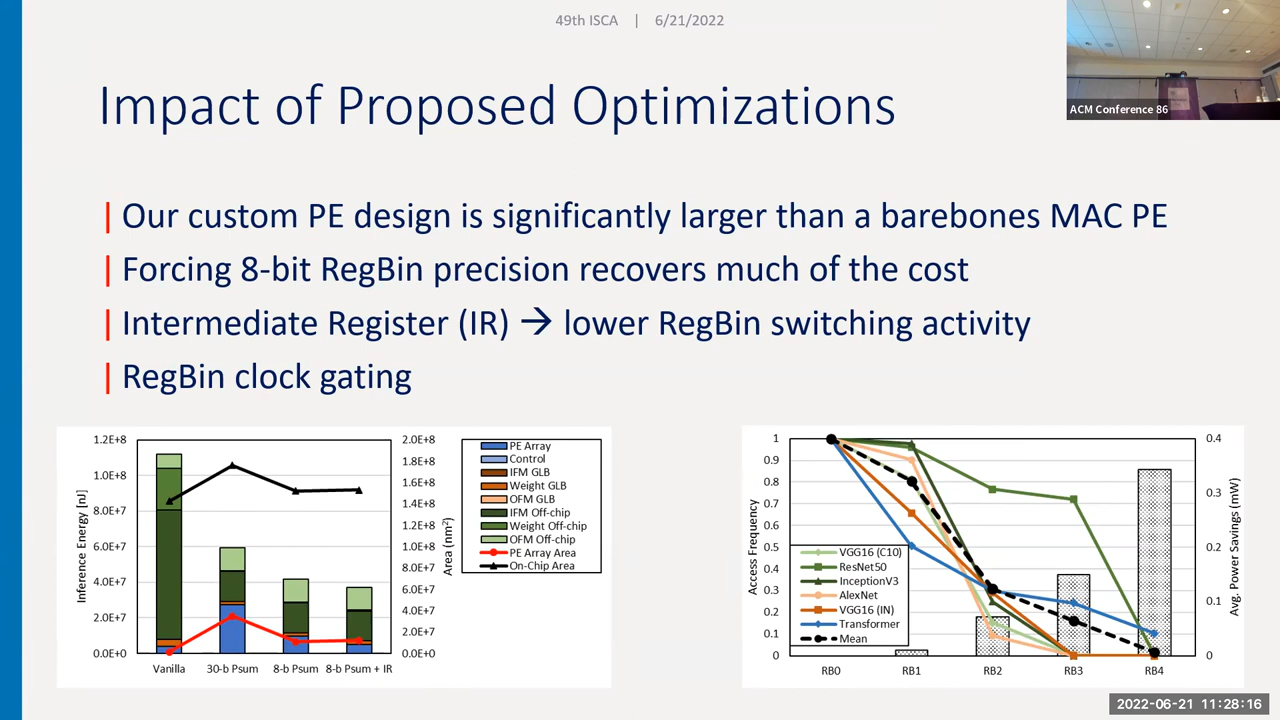 49th ISCA | 6/21/2022
ACM Conference 86
Impact of Proposed Optimizations
| Our custom PE design is significantly larger than a barebones MAC PE
| Forcing 8-bit RegBin precision recovers much of the cost
| Intermediate Register (IR) → lower RegBin switching activity
| RegBin clock gating
Inference Energy [nJ]
1.2E+8
1.0E+8
8.0E+7
6.0E+7
4.0E+7
2.0E+7
0.0E+0
Vanilla
30-b Psum
8-b Psum
8-b Psum + IR
2.0E+8
1.8E+8
1.6E+8
1.4E+8
1.2E+8
1.0E+8
8.0E+7
6.0E+7
4.0E+7
2.0E+7
0.0E+0
Area (nm²)
PE Array
Control
IFM GLB
Weight GLB
OFM GLB
IFM Off-chip
Weight Off-chip
OFM Off-chip
PE Array Area
On-Chip Area
Access Frequency
1
0.9
0.8
0.7
0.6
0.5
0.4
0.3
0.2
0.1
0
VGG16 (C10)
ResNet50
InceptionV3
AlexNet
VGG16 (IN)
Transformer
Mean
RB0
RB1
RB2
RB3
RB4
0.4
0.3
0.2
0.1
0
Avg. Power Savings (mW)
2022-06-21 11:28:16